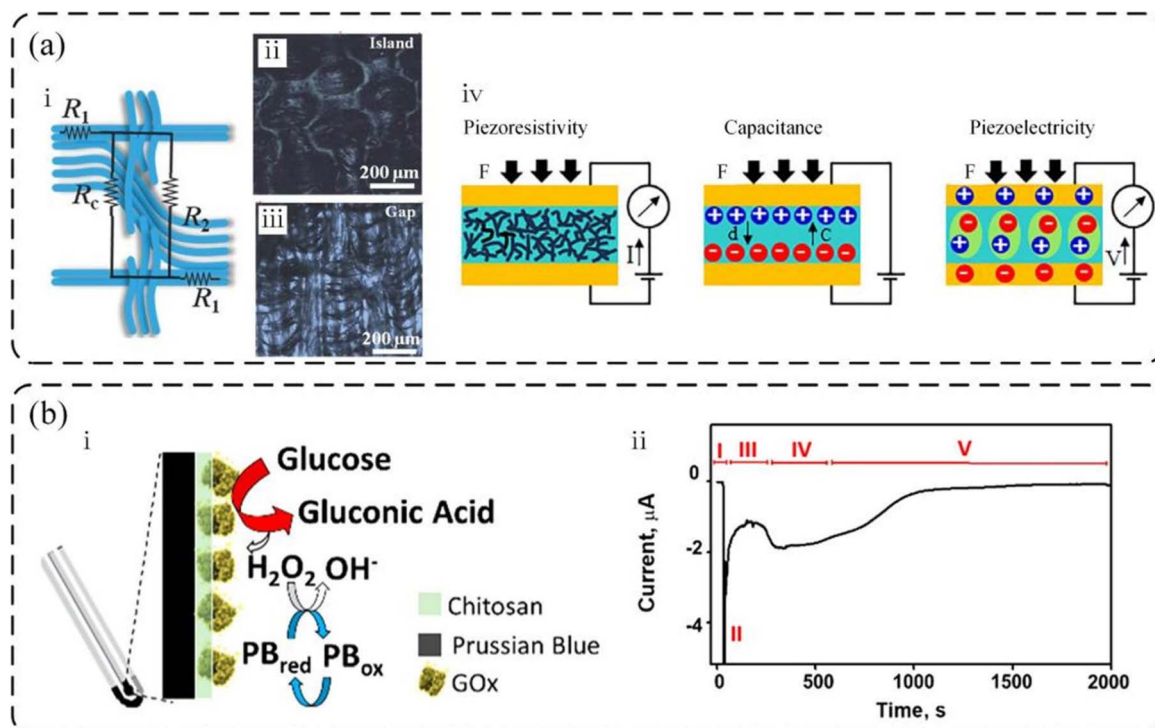 (a)
i
R1
Rc
R2
R1
ii
Island
200 µm
iii
Gap
200 µm
iv
Piezoresistivity
F
I
Capacitance
F
d
C
Piezoelectricity
F
V
(b)
i
Glucose
Gluconic Acid
H2O2 OH-
PBred PBox
Chitosan
Prussian Blue
GOx
ii
I III IV V
II
Current, µA
0
-2
-4
0 500 1000 1500 2000
Time, s